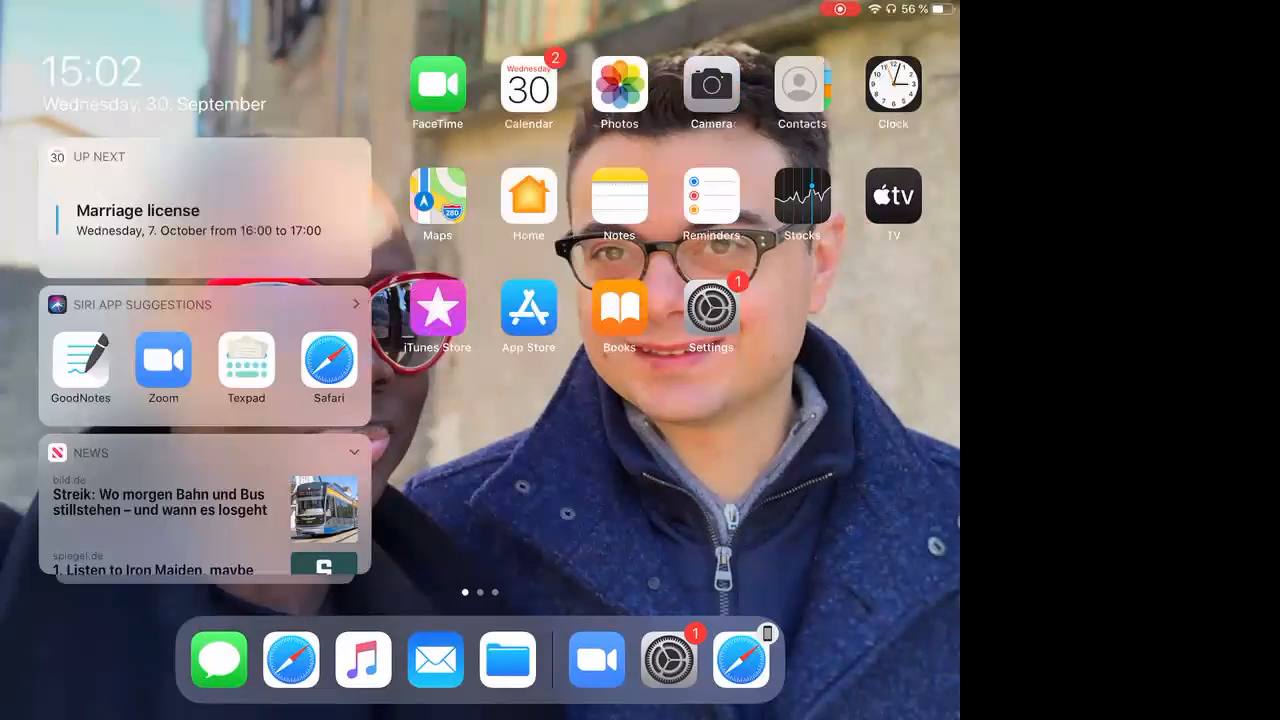 56 %
15:02
Wednesday, 30. September
30 UP NEXT
Marriage license
Wednesday, 7. October from 16:00 to 17:00
SIRI APP SUGGESTIONS
GoodNotes Zoom Texpad Safari
NEWS
bild.de
Streik: Wo morgen Bahn und Bus
stillstehen – und wann es losgeht
spiegel.de
1. Listen to Iron Maiden, maybe
2
Wednesday
30
FaceTime Calendar Photos Camera Contacts Clock
280
tv
Maps Home Notes Reminders Stocks TV
1
iTunes Store App Store Books Settings
1